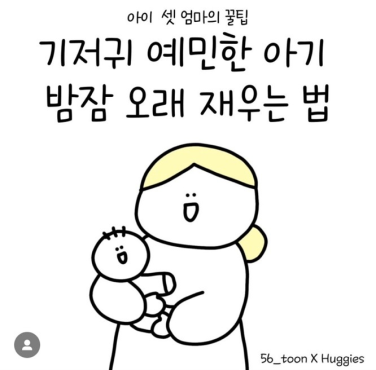 아이 셋 엄마의 꿀팁
기저귀 예민한 아기
밤잠 오래 재우는 법
56_toon X Huggies